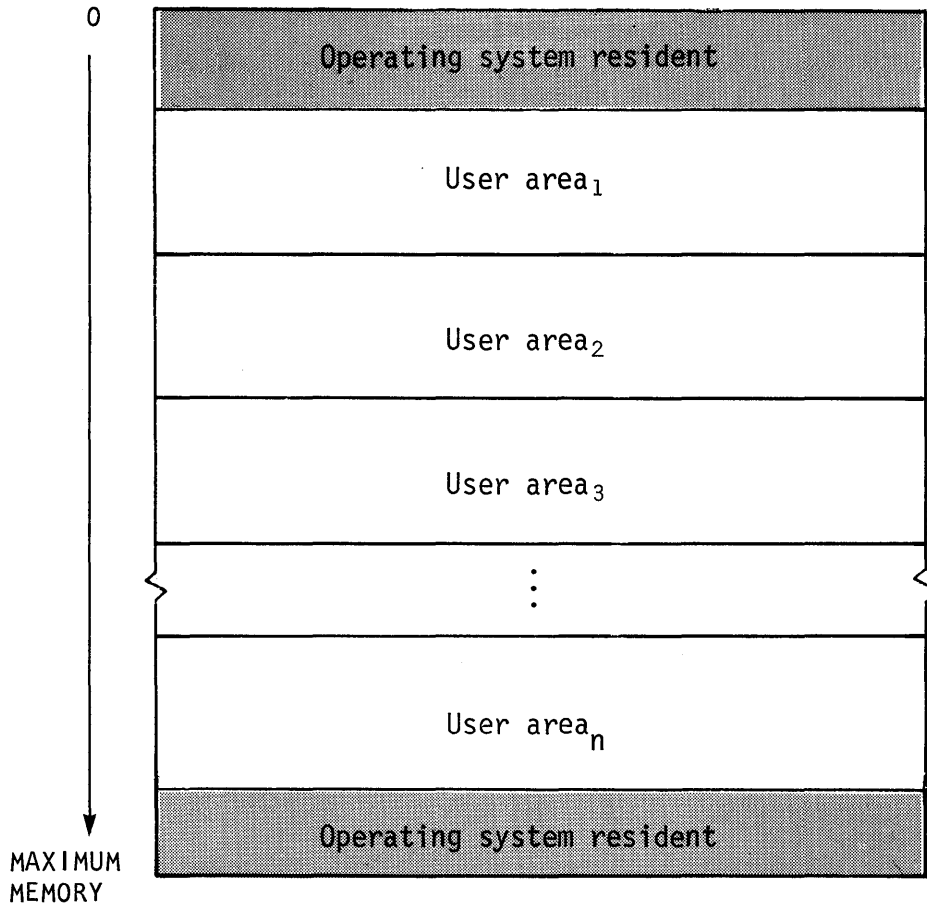 0
Operating system resident
User area₁
User area₂
User area₃
⋮
User areaₙ
Operating system resident
MAXIMUM
MEMORY